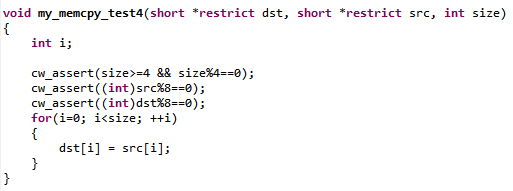 void my_memcpy_test4(short *restrict dst, short *restrict src, int size)
{
    int i;

    cw_assert(size>=4 && size%4==0);
    cw_assert((int)src%8==0);
    cw_assert((int)dst%8==0);
    for(i=0; i<size; ++i)
    {
        dst[i] = src[i];
    }
}